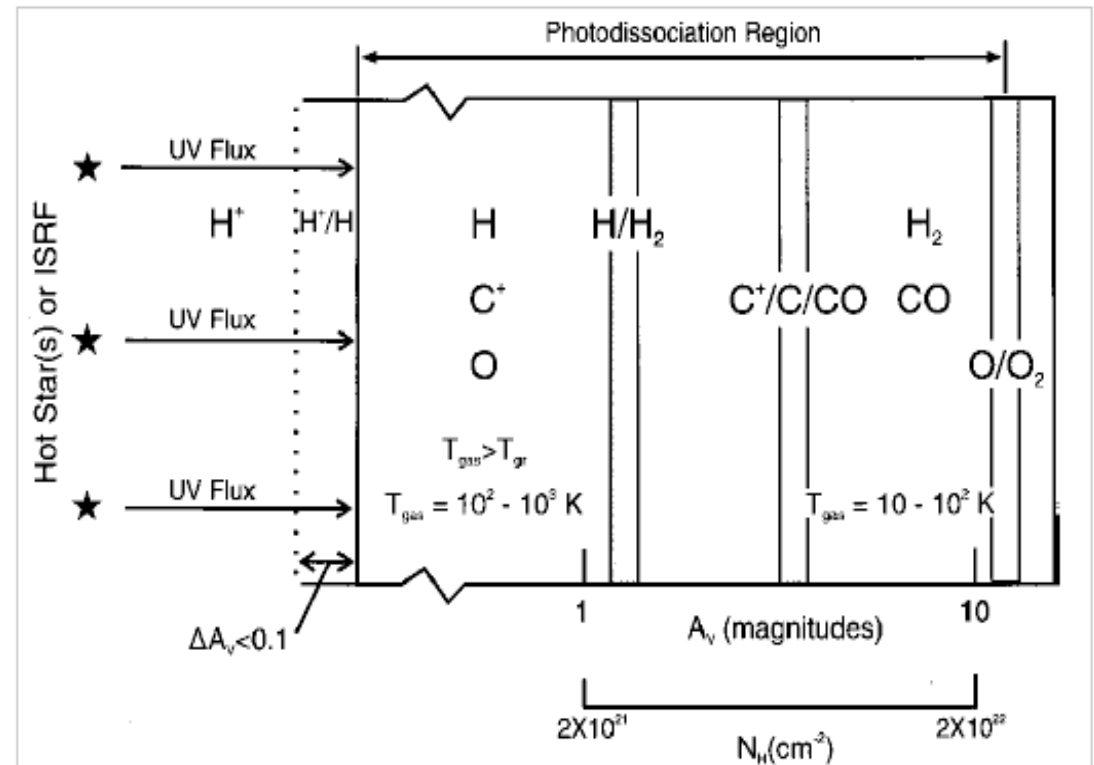 Photodissociation Region
Hot Star(s) or ISRF
UV Flux
H⁺
H⁺/H
H
H/H₂
H₂
C⁺
C⁺/C/CO
CO
UV Flux
O
O/O₂
T_gas>T_gr
UV Flux
T_gas = 10² - 10³ K
T_gas = 10 - 10² K
1
10
ΔA_v<0.1
A_v (magnitudes)
2X10²¹
2X10²²
N_H(cm⁻²)